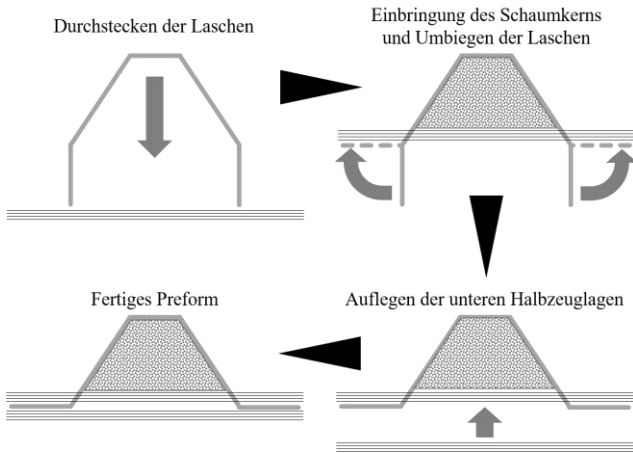 Durchstecken der Laschen
Einbringung des Schaumkerns
und Umbiegen der Laschen
Fertiges Preform
Auflegen der unteren Halbzeuglagen